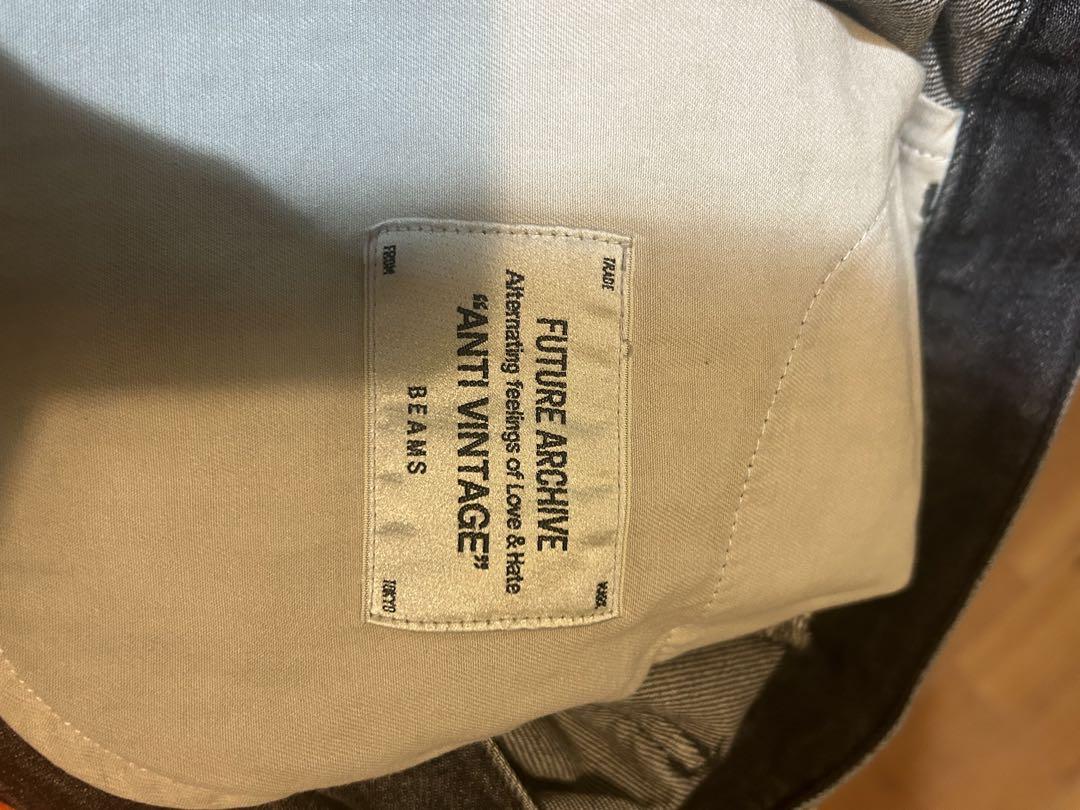 TRADE MARK
FUTURE ARCHIVE
Alternating feelings of Love & Hate
“ANTI VINTAGE”
BEAMS
FROM TOKYO